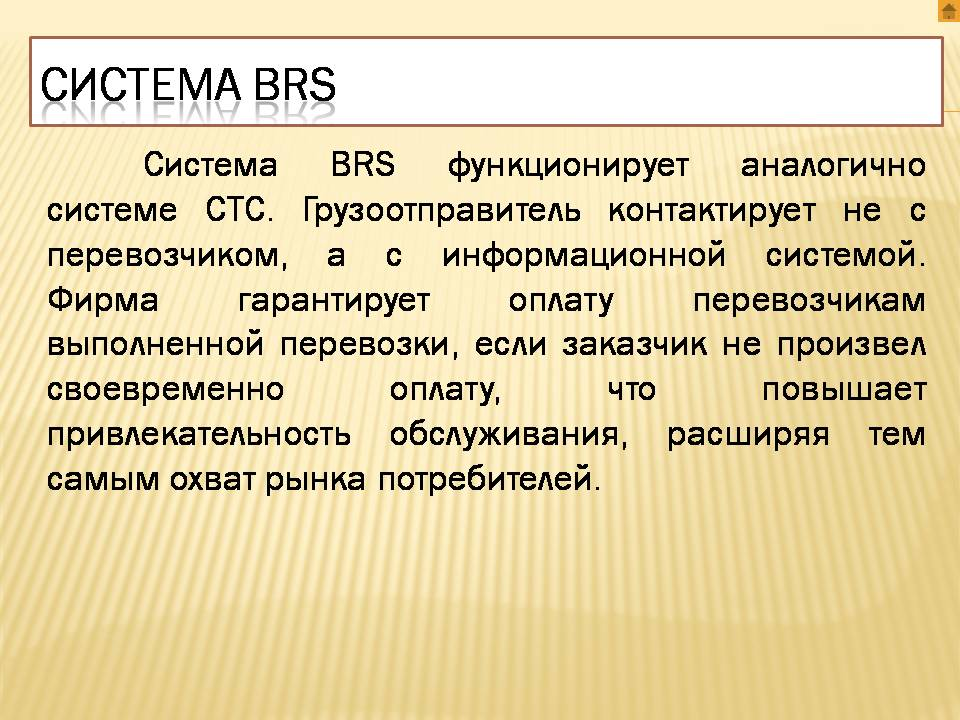 СИСТЕМА BRS
Система BRS функционирует аналогично
системе СТС. Грузоотправитель контактирует не с
перевозчиком, а с информационной системой.
Фирма гарантирует оплату перевозчикам
выполненной перевозки, если заказчик не произвел
своевременно оплату, что повышает
привлекательность обслуживания, расширяя тем
самым охват рынка потребителей.